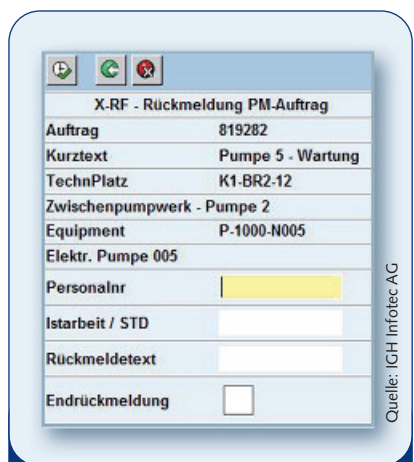 X-RF - Rückmeldung PM-Auftrag
Auftrag 819282
Kurztext Pumpe 5 - Wartung
TechnPlatz K1-BR2-12
Zwischenpumpwerk - Pumpe 2
Equipment P-1000-N005
Elektr. Pumpe 005
Personalnr
Istarbeit / STD
Rückmeldetext
Endrückmeldung
Quelle: IGH Infotec AG